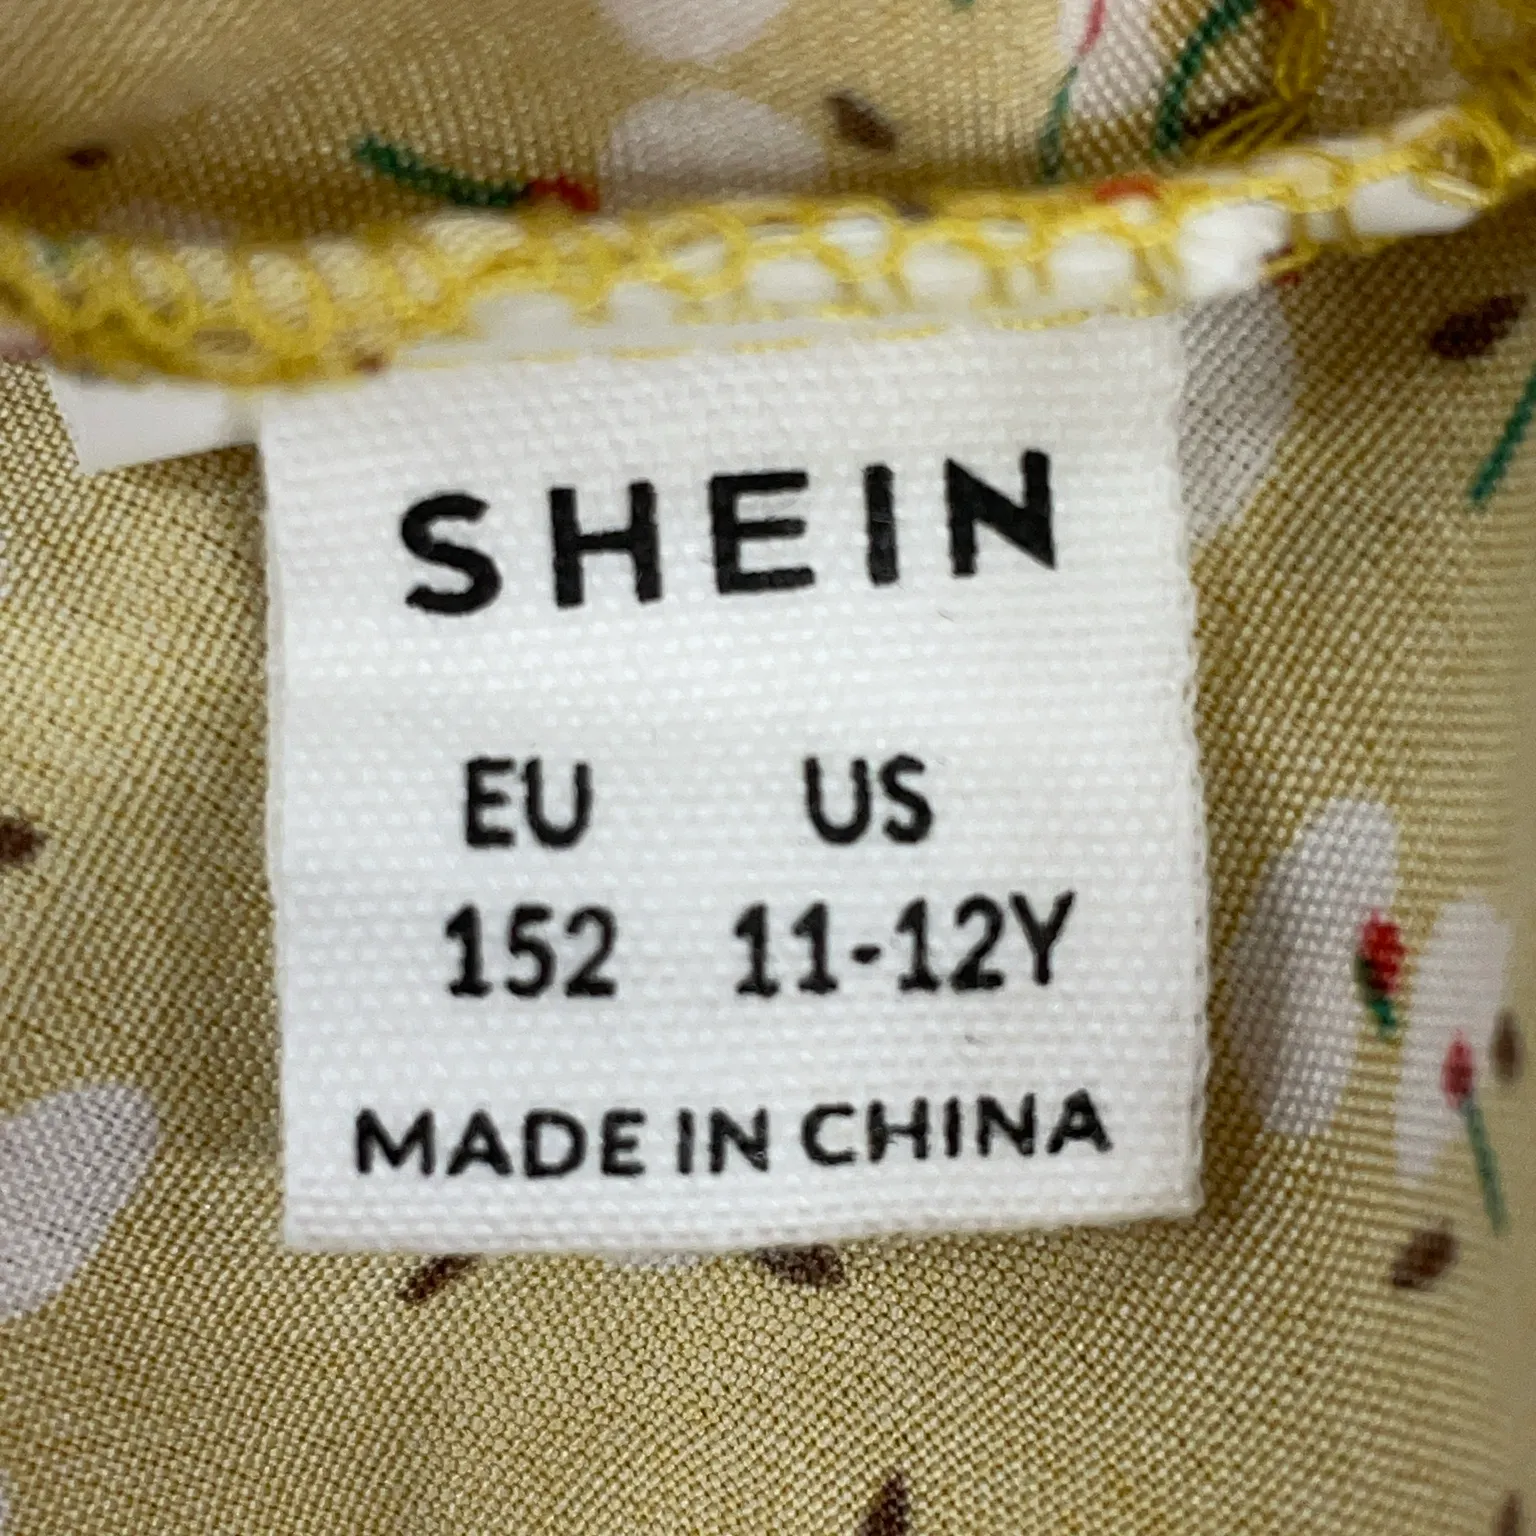 SHEIN
EU US
152 11-12Y
MADE IN CHINA